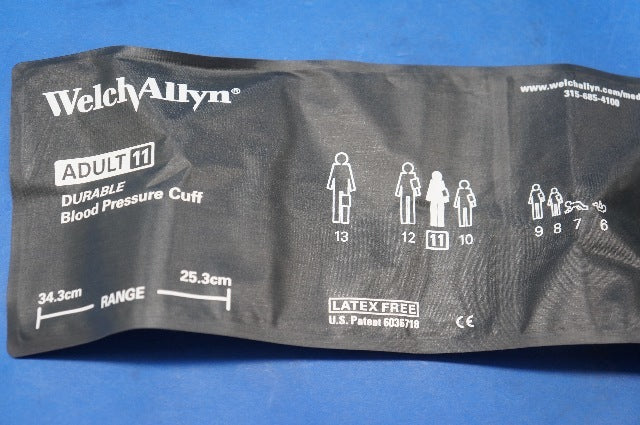 WelchAllyn®
www.welchallyn.com/med
315-685-4100
ADULT 11
DURABLE
Blood Pressure Cuff
13 12 11 10 9 8 7 6
34.3cm RANGE 25.3cm
LATEX FREE
U.S. Patent 6036718
CE